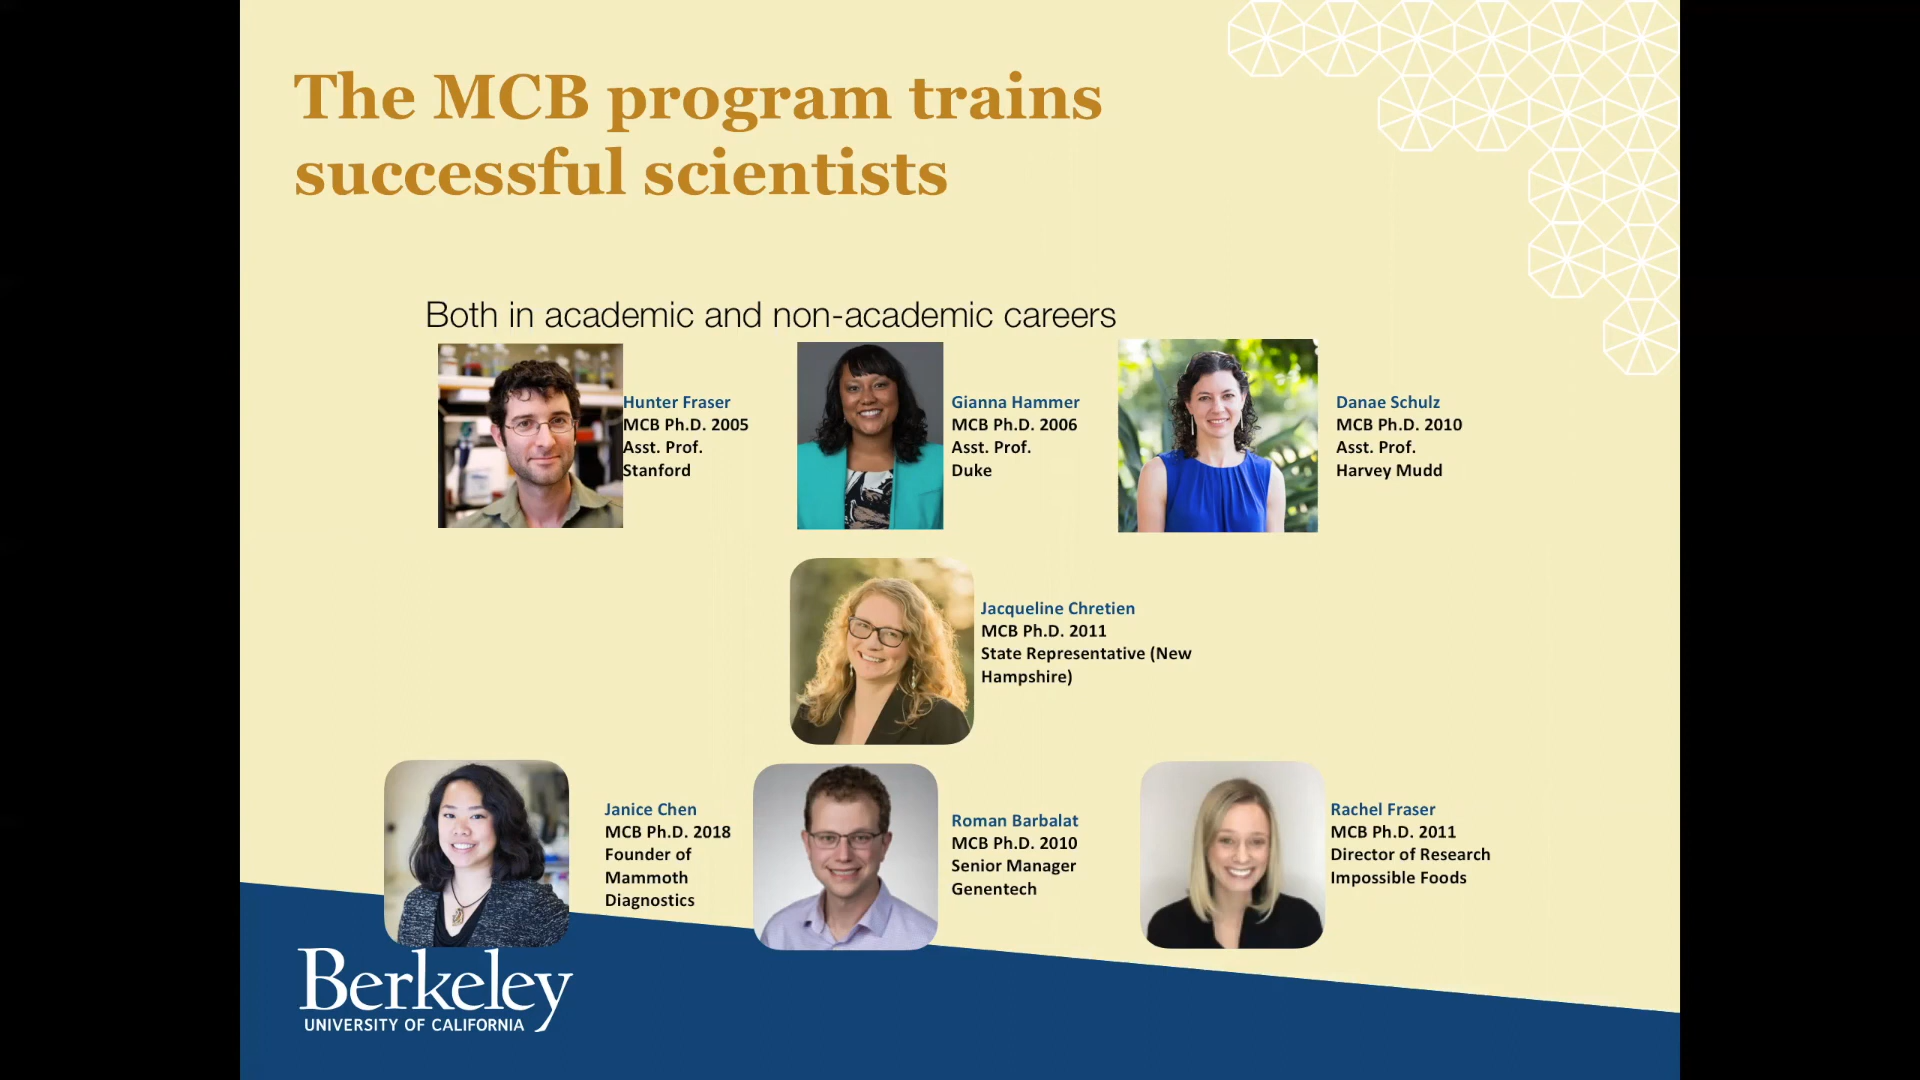 The MCB program trains
successful scientists
Both in academic and non-academic careers
Hunter Fraser
MCB Ph.D. 2005
Asst. Prof.
Stanford
Gianna Hammer
MCB Ph.D. 2006
Asst. Prof.
Duke
Danae Schulz
MCB Ph.D. 2010
Asst. Prof.
Harvey Mudd
Jacqueline Chretien
MCB Ph.D. 2011
State Representative (New
Hampshire)
Janice Chen
MCB Ph.D. 2018
Founder of
Mammoth
Diagnostics
Roman Barbalat
MCB Ph.D. 2010
Senior Manager
Genentech
Rachel Fraser
MCB Ph.D. 2011
Director of Research
Impossible Foods
Berkeley
UNIVERSITY OF CALIFORNIA